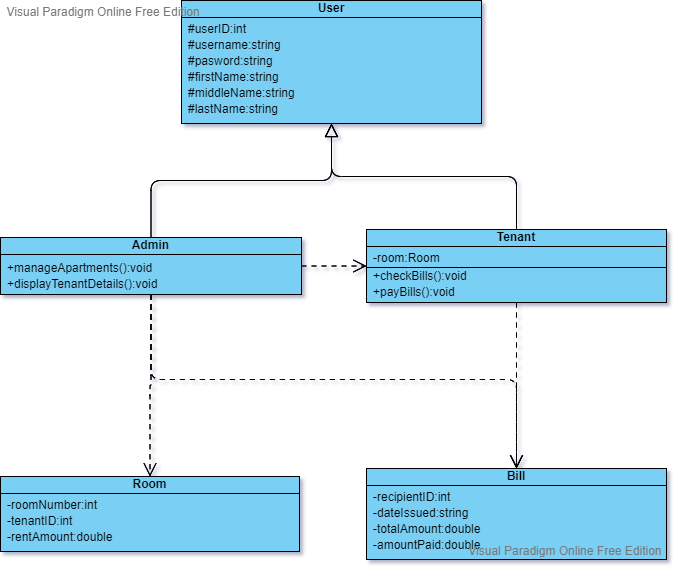 Visual Paradigm Online Free Edition
User
#userID:int
#username:string
#pasword:string
#firstName:string
#middleName:string
#lastName:string
Admin
+manageApartments():void
+displayTenantDetails():void
Tenant
-room:Room
+checkBills():void
+payBills():void
Room
-roomNumber:int
-tenantID:int
-rentAmount:double
Bill
-recipientID:int
-dateIssued:string
-totalAmount:double
-amountPaid:double
Visual Paradigm Online Free Edition